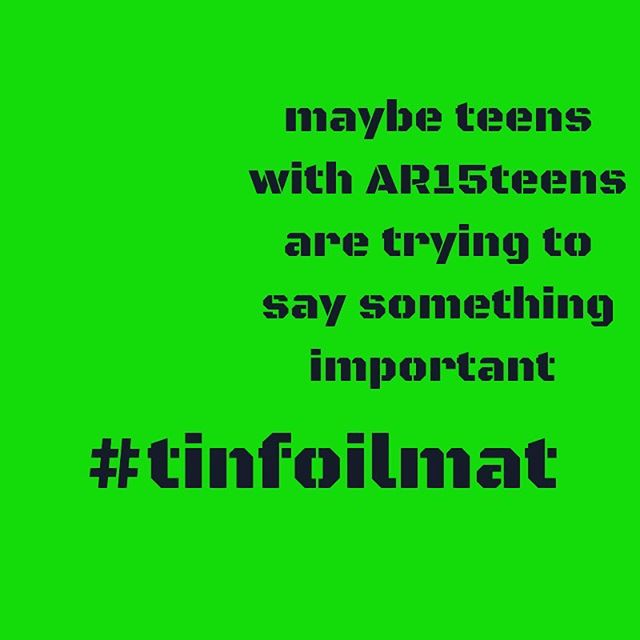 maybe teens
with AR15teens
are trying to
say something
important
#tinfoilmat